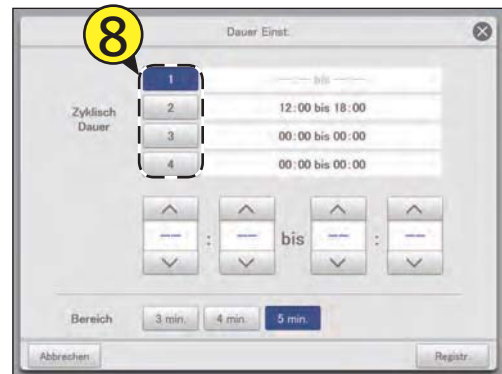 8
Dauer Einst.
Zyklisch
Dauer
1 --:-- bis --:--
2 12:00 bis 18:00
3 00:00 bis 00:00
4 00:00 bis 00:00
-- : -- bis -- : --
Bereich 3 min. 4 min. 5 min.
Abbrechen Registr.